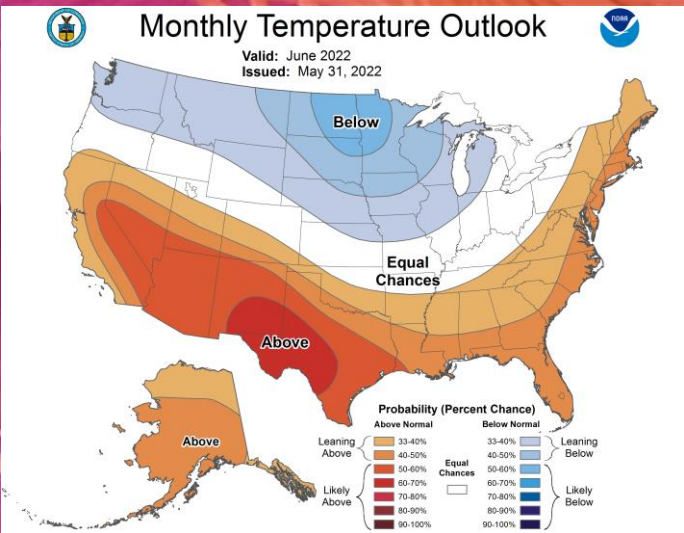 Monthly Temperature Outlook
Valid: June 2022
Issued: May 31, 2022
NOAA
Below
Equal
Chances
Above
Above
Probability (Percent Chance)
Above Normal Below Normal
Leaning
Above
33-40%
40-50%
Likely
Above
50-60%
60-70%
70-80%
80-90%
90-100%
Equal
Chances
33-40%
40-50%
Leaning
Below
50-60%
60-70%
70-80%
80-90%
90-100%
Likely
Below